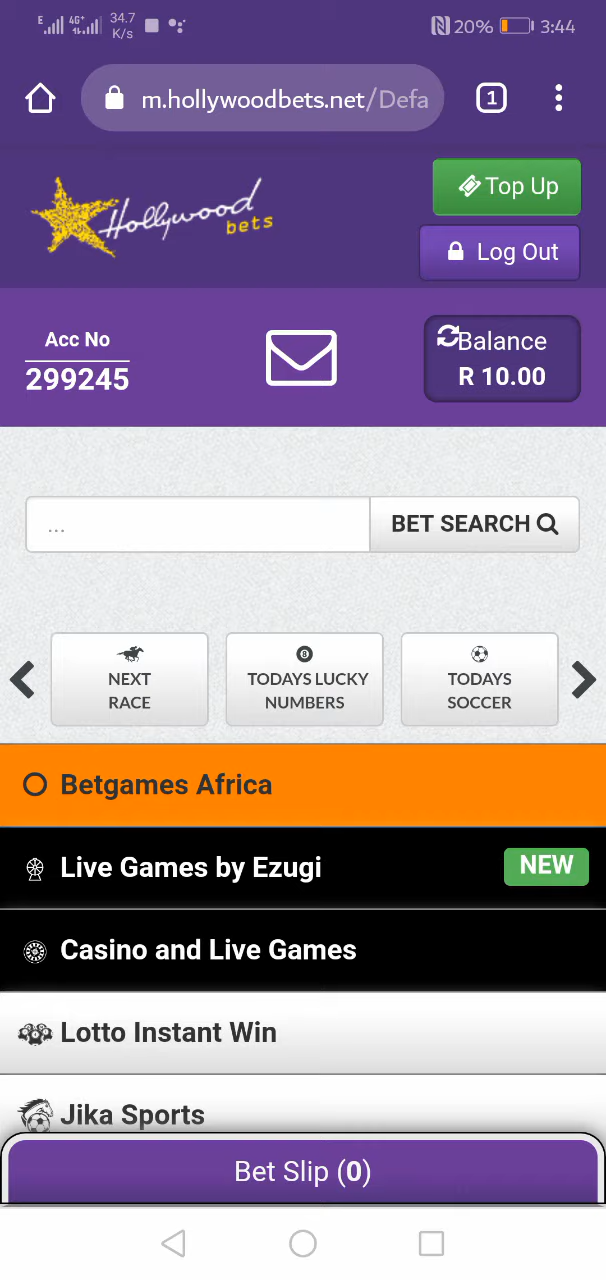 E 4G+ 34.7 K/s N 20% 3:44
m.hollywoodbets.net/Defa
1
Hollywood bets
Top Up
Log Out
Acc No
299245
Balance
R 10.00
...
BET SEARCH
NEXT RACE
8
TODAYS LUCKY NUMBERS
TODAYS SOCCER
Betgames Africa
Live Games by Ezugi
NEW
Casino and Live Games
Lotto Instant Win
Jika Sports
Bet Slip (0)